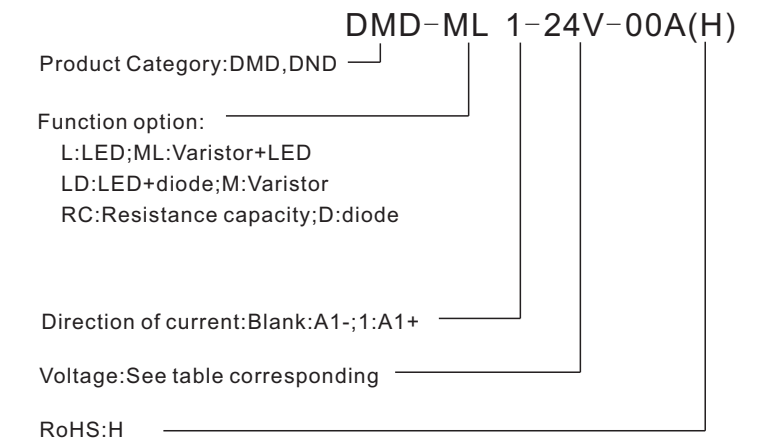 DMD-ML 1-24V-00A(H)
Product Category:DMD,DND
Function option:
L:LED;ML:Varistor+LED
LD:LED+diode;M:Varistor
RC:Resistance capacity;D:diode
Direction of current:Blank:A1-;1:A1+
Voltage:See table corresponding
RoHS:H